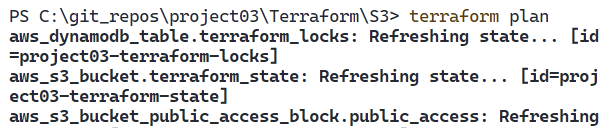 PS C:\git_repos\project03\Terraform\S3> terraform plan
aws_dynamodb_table.terraform_locks: Refreshing state... [id
=project03-terraform-locks]
aws_s3_bucket.terraform_state: Refreshing state... [id=proj
ect03-terraform-state]
aws_s3_bucket_public_access_block.public_access: Refreshing